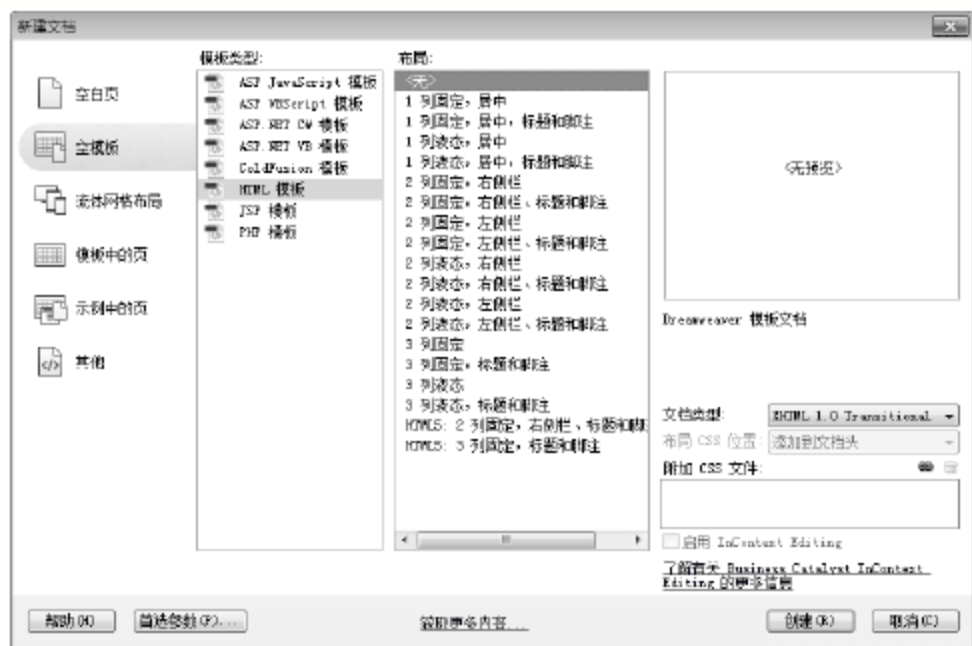 新建文档
空白页
空模板
流体网格布局
模板中的页
示例中的页
其他
模板类型:
ASP JavaScript 模板
ASP VBScript 模板
ASP.NET C# 模板
ASP.NET VB 模板
ColdFusion 模板
HTML 模板
JSP 模板
PHP 模板
布局:
<无>
1 列固定,居中
1 列固定,居中,标题和脚注
1 列液态,居中
1 列液态,居中,标题和脚注
2 列固定,右侧栏
2 列固定,右侧栏、标题和脚注
2 列固定,左侧栏
2 列固定,左侧栏、标题和脚注
2 列液态,右侧栏
2 列液态,右侧栏、标题和脚注
2 列液态,左侧栏
2 列液态,左侧栏、标题和脚注
3 列固定
3 列固定,标题和脚注
3 列液态
3 列液态,标题和脚注
HTML5: 2 列固定,右侧栏、标题和脚
HTML5: 3 列固定,标题和脚注
<无预览>
Dreamweaver 模板文档
文档类型: XHTML 1.0 Transitional
布局 CSS 位置: 添加到文档头
附加 CSS 文件:
启用 InContext Editing
了解有关 Business Catalyst InContext
Editing 的更多信息
帮助(H)
首选参数(P)...
获取更多内容...
创建(R)
取消(C)